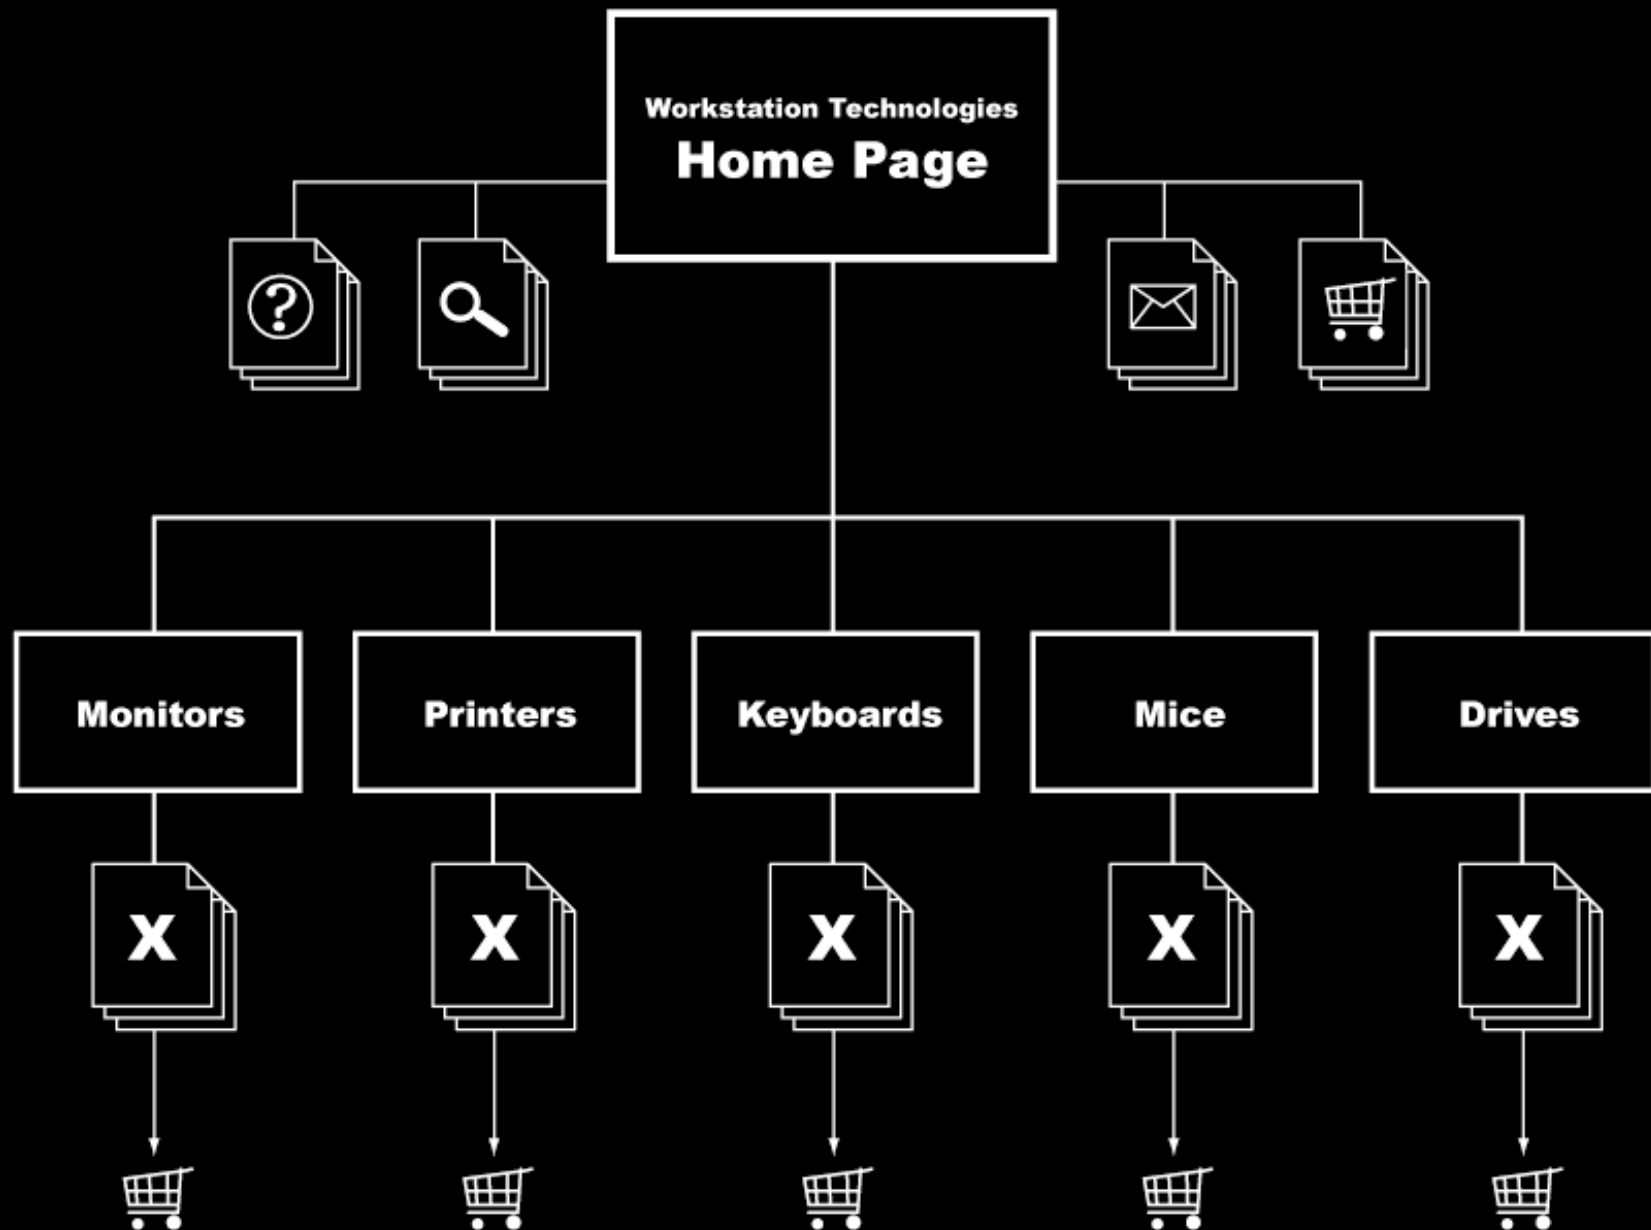 Workstation Technologies
Home Page
?
Monitors
Printers
Keyboards
Mice
Drives
X
X
X
X
X